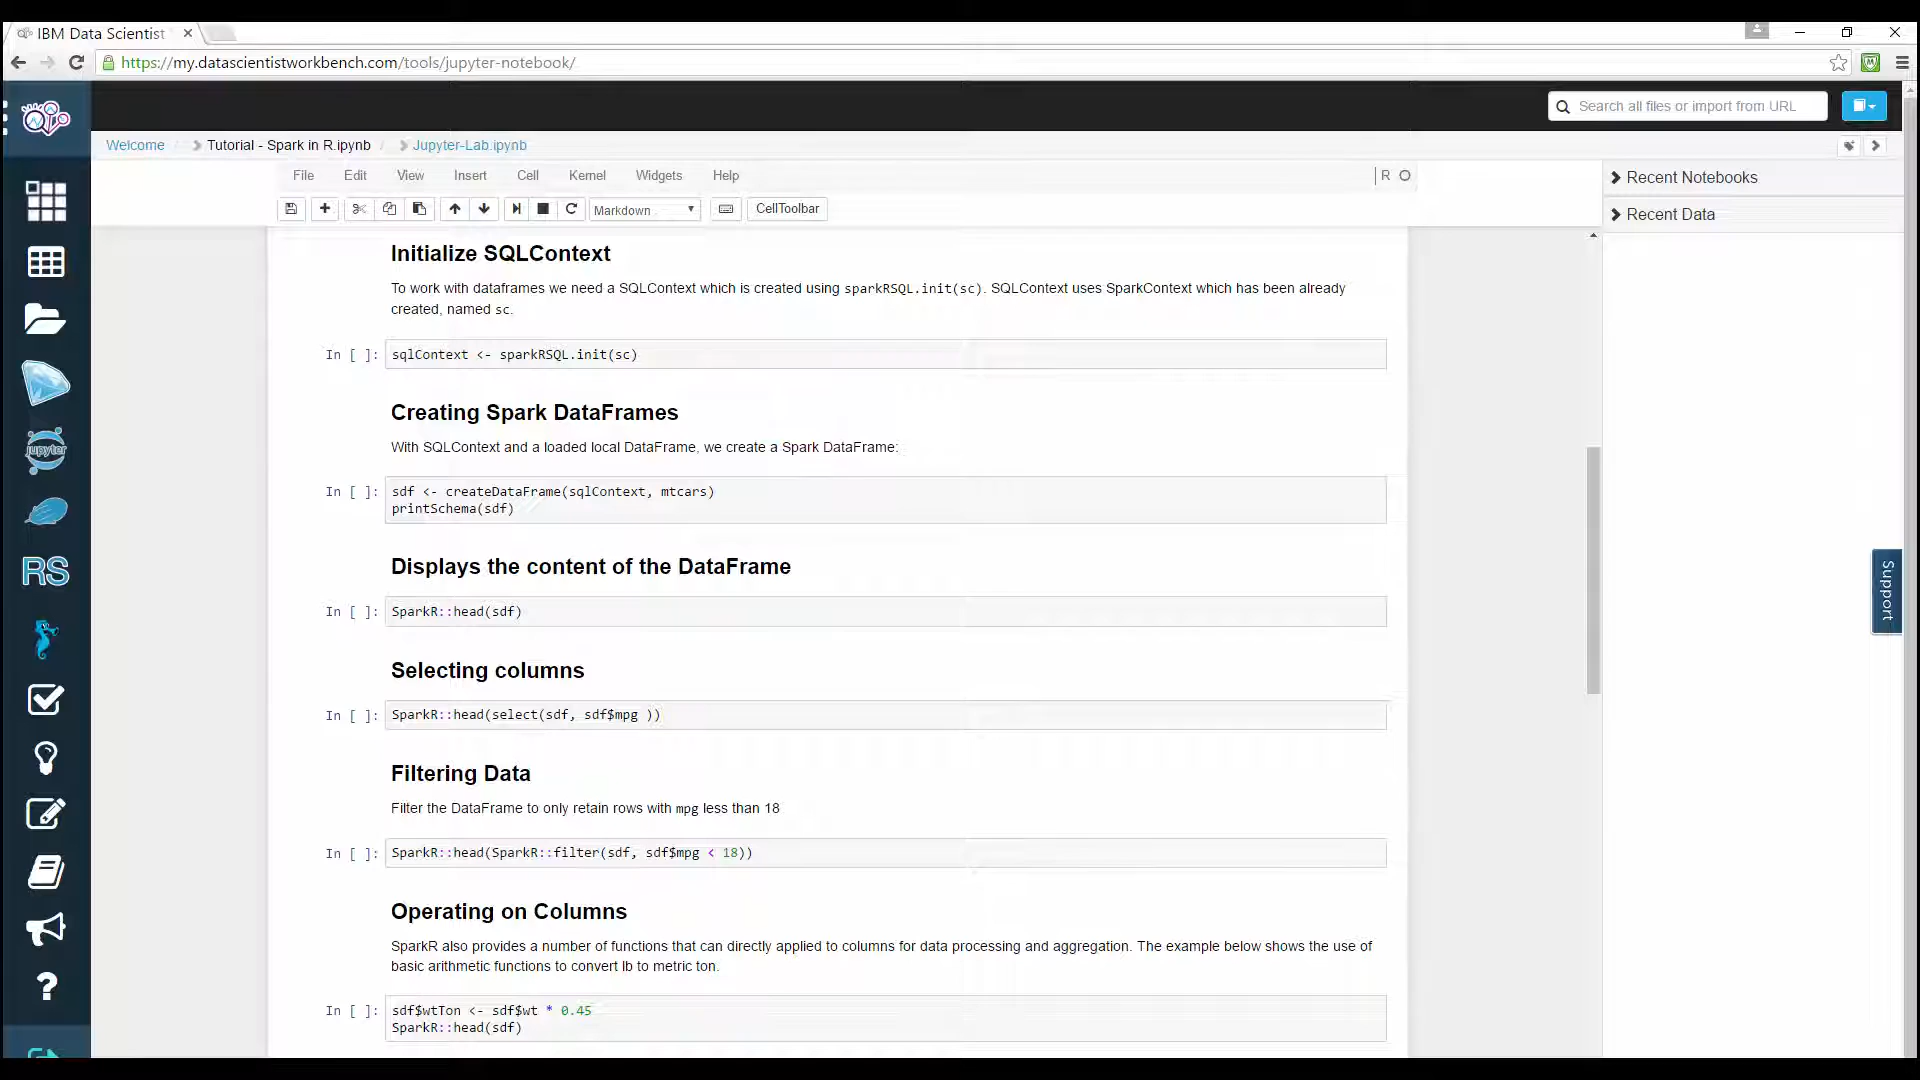 IBM Data Scientist
https://my.datascientistworkbench.com/tools/jupyter-notebook/
Search all files or import from URL
Welcome / Tutorial - Spark in R.ipynb / Jupyter-Lab.ipynb
File Edit View Insert Cell Kernel Widgets Help
R
Markdown
CellToolbar
Recent Notebooks
Recent Data
Initialize SQLContext
To work with dataframes we need a SQLContext which is created using sparkRSQL.init(sc). SQLContext uses SparkContext which has been already
created, named sc.
In [ ]: sqlContext <- sparkRSQL.init(sc)
Creating Spark DataFrames
With SQLContext and a loaded local DataFrame, we create a Spark DataFrame:
In [ ]: sdf <- createDataFrame(sqlContext, mtcars)
printSchema(sdf)
Displays the content of the DataFrame
In [ ]: SparkR::head(sdf)
Selecting columns
In [ ]: SparkR::head(select(sdf, sdf$mpg ))
Filtering Data
Filter the DataFrame to only retain rows with mpg less than 18
In [ ]: SparkR::head(SparkR::filter(sdf, sdf$mpg < 18))
Operating on Columns
SparkR also provides a number of functions that can directly applied to columns for data processing and aggregation. The example below shows the use of
basic arithmetic functions to convert lb to metric ton.
In [ ]: sdf$wtTon <- sdf$wt * 0.45
SparkR::head(sdf)
jupyter
RS
?
Support